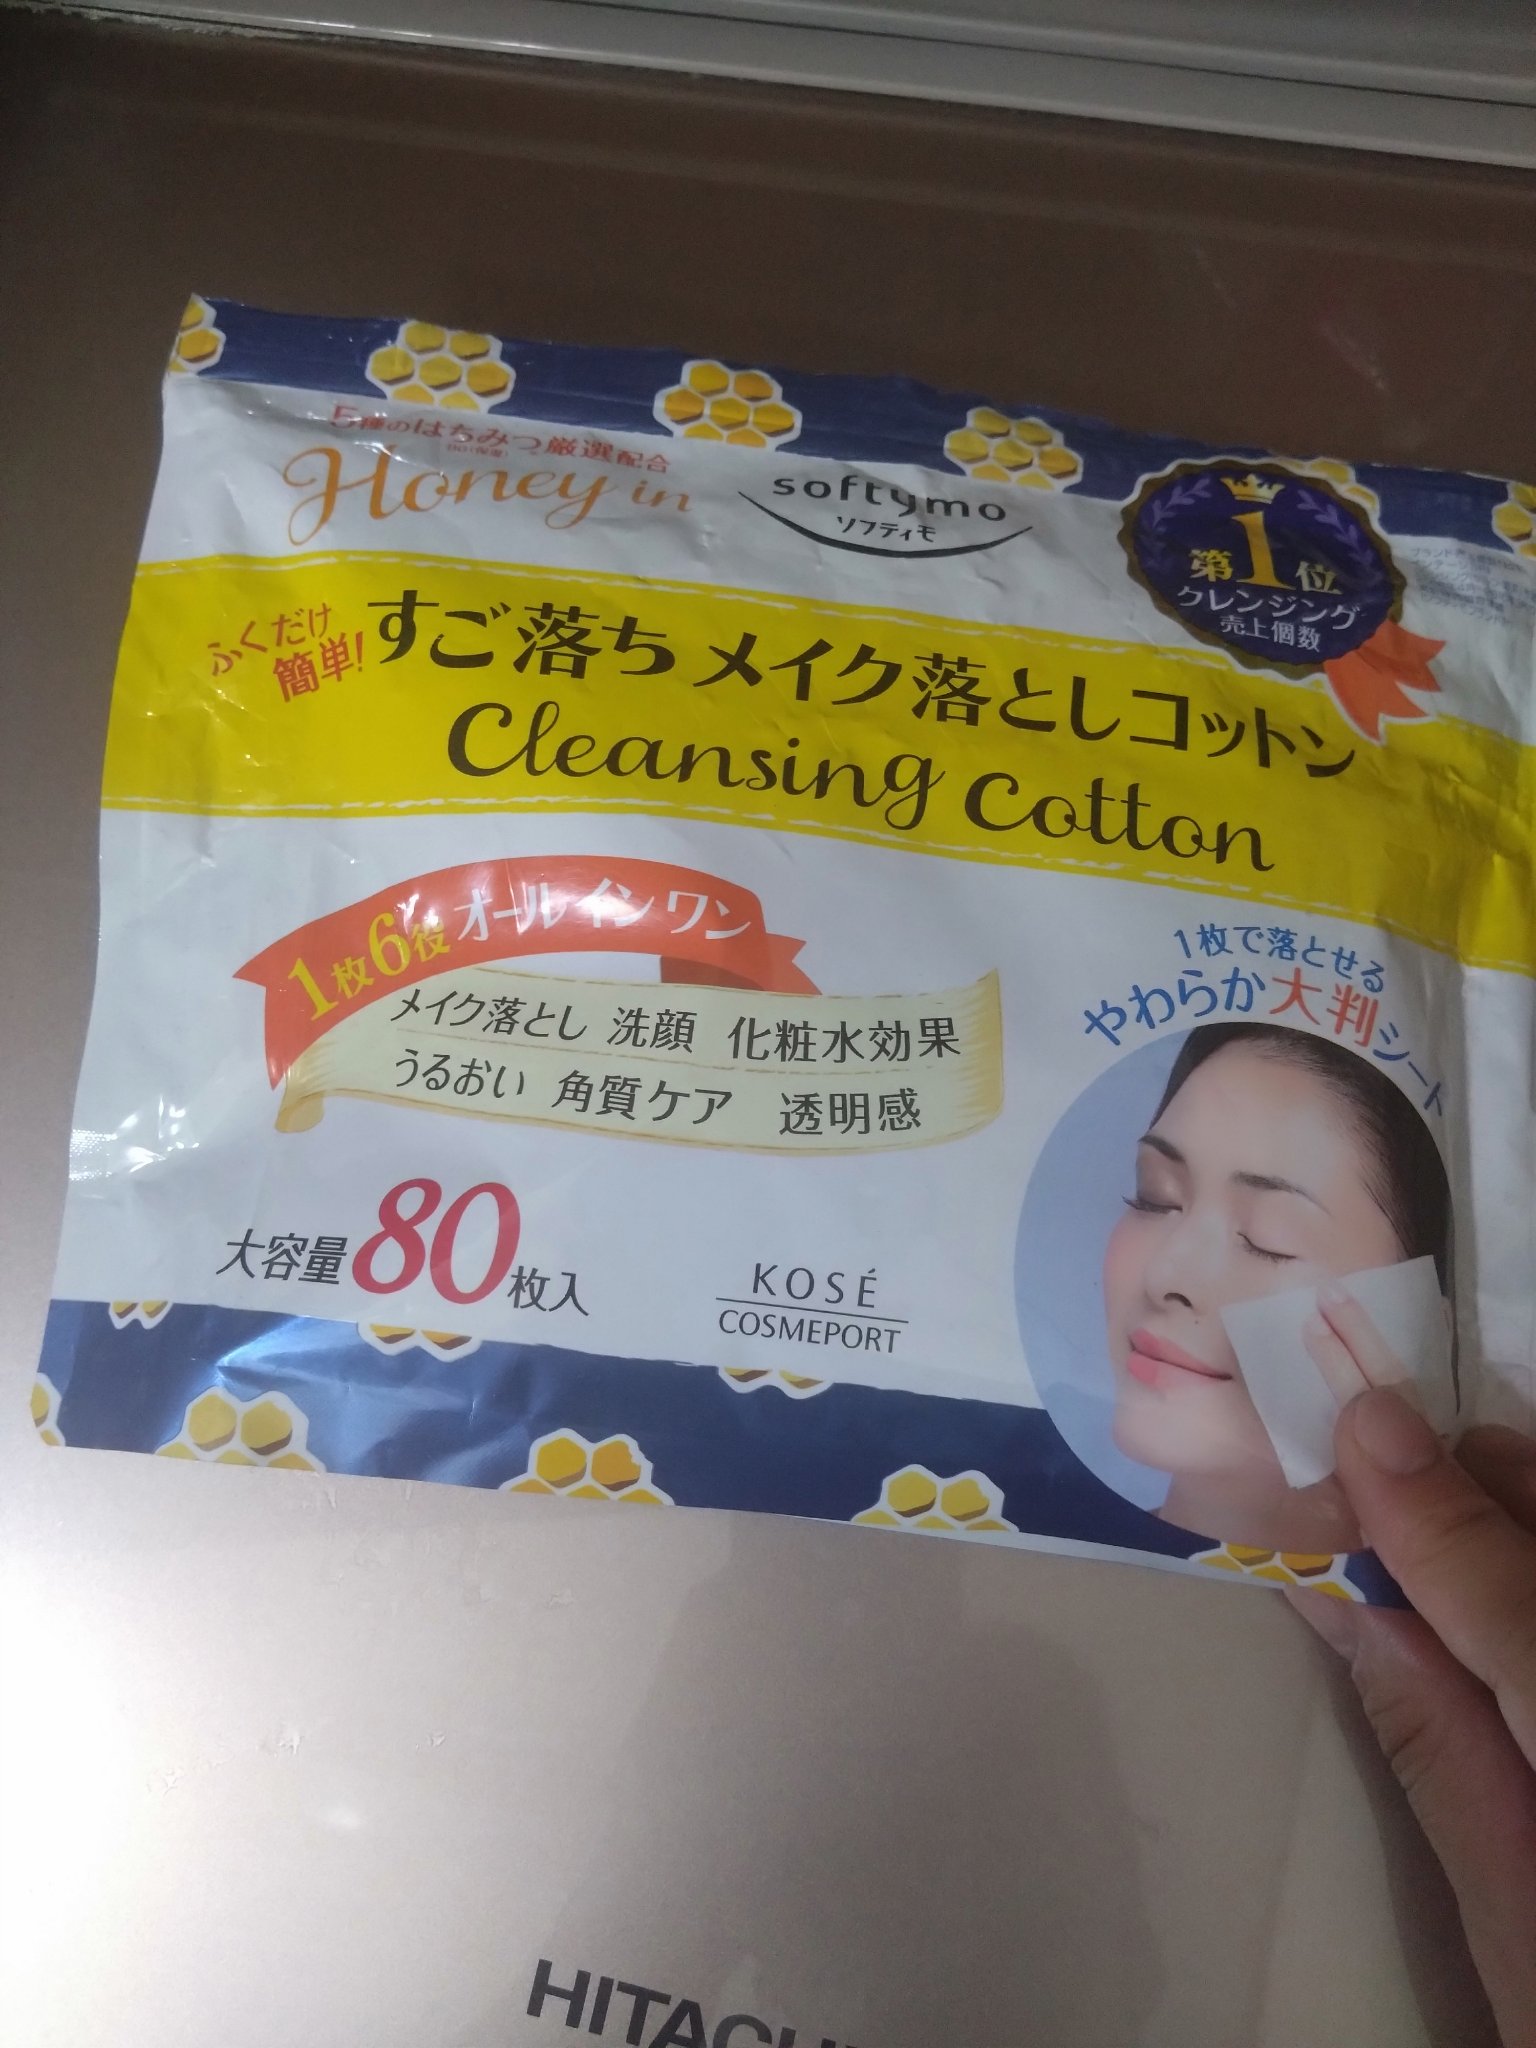 5種のはちみつ厳選配合
Honey in
softymo
ソフティモ
第1位
クレンジング
売上個数
ふくだけ
簡単!
すご落ちメイク落としコットン
Cleansing Cotton
1枚6役オールインワン
メイク落とし 洗顔 化粧水効果
うるおい 角質ケア 透明感
1枚で落とせる
やわらか大判シート
大容量80枚入
KOSÉ
COSMEPORT
HITACHI